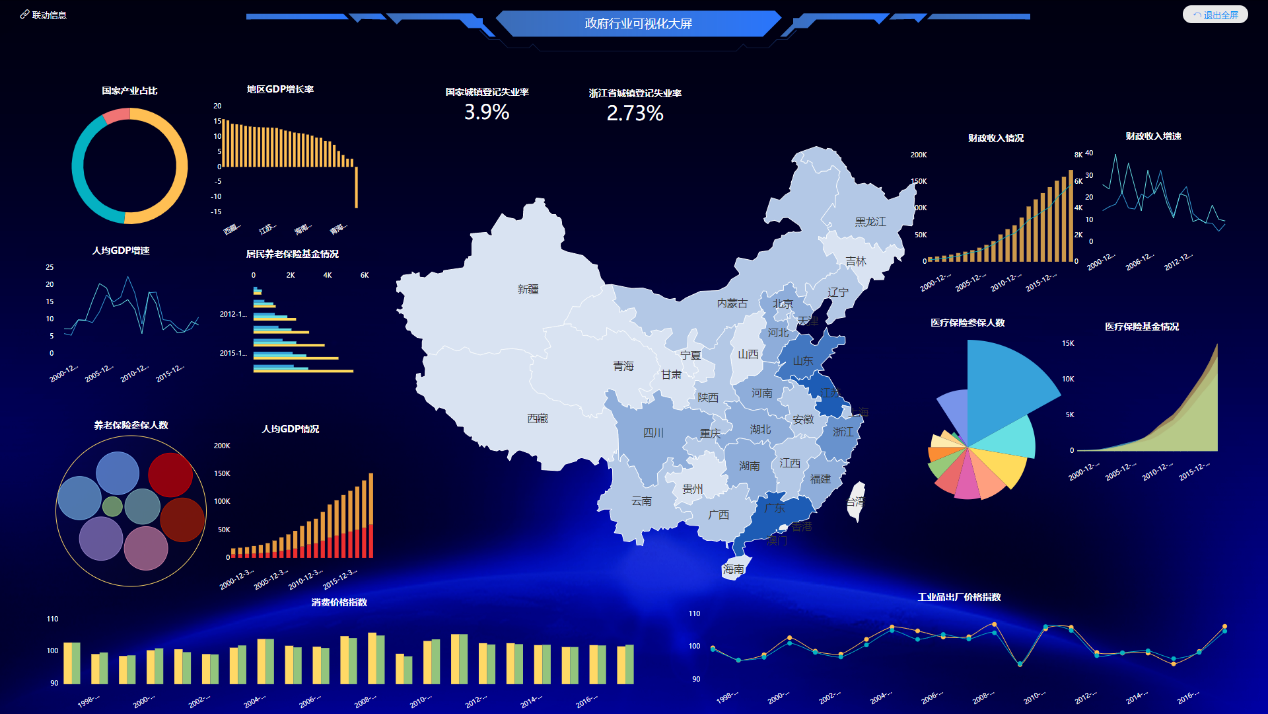 联动信息
政府行业可视化大屏
退出全屏
国家产业占比
地区GDP增长率
20
15
10
5
0
-5
-10
-15
西藏..
江苏..
海南..
青海..
国家城镇登记失业率
3.9%
浙江省城镇登记失业率
2.73%
财政收入情况
200K
150K
100K
50K
0
8K
6K
4K
2K
0
2000-12-...
2005-12-...
2010-12-...
2015-12-...
财政收入增速
40
30
20
10
0
2000-12-...
2006-12...
2012-12...
人均GDP增速
25
20
15
10
5
0
2000-12...
2005-12...
2010-12...
2015-12...
居民养老保险基金情况
0
2K
4K
6K
2012-1...
2015-1...
黑龙江
吉林
辽宁
新疆
内蒙古
北京
天津
河北
宁夏
山西
山东
青海
甘肃
陕西
河南
江苏
安徽
上海
西藏
四川
重庆
湖北
浙江
湖南
江西
贵州
福建
云南
广西
广东
台湾
香港
澳门
海南
医疗保险参保人数
医疗保险基金情况
15K
10K
5K
0
2000-12-...
2005-12-...
2010-12-...
2015-12-...
养老保险参保人数
人均GDP情况
200K
150K
100K
50K
0
2000-12-3...
2005-12-3...
2010-12-3...
2015-12-3...
消费价格指数
110
100
90
1998-...
2000-...
2002-...
2004-...
2006-...
2008-...
2010-...
2012-...
2014-...
2016-...
工业品出厂价格指数
110
100
90
1998-...
2000-...
2002-...
2004-...
2006-...
2008-...
2010-...
2012-...
2014-...
2016-...